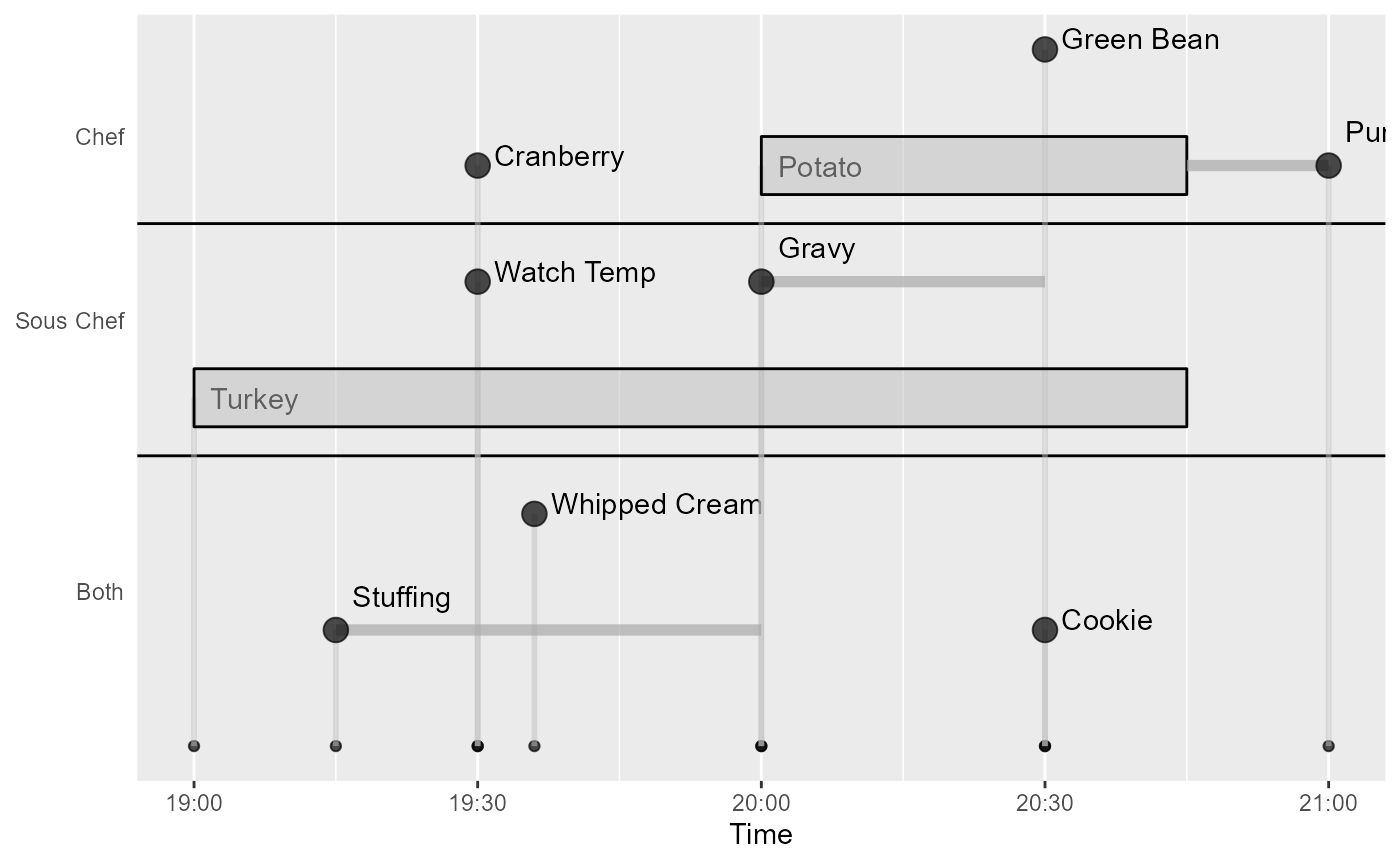 Green Bean
Chef
Cranberry
Potato
Pur
Gravy
Watch Temp
Sous Chef
Turkey
Whipped Cream
Both
Stuffing
Cookie
19:00 19:30 20:00 20:30 21:00
Time